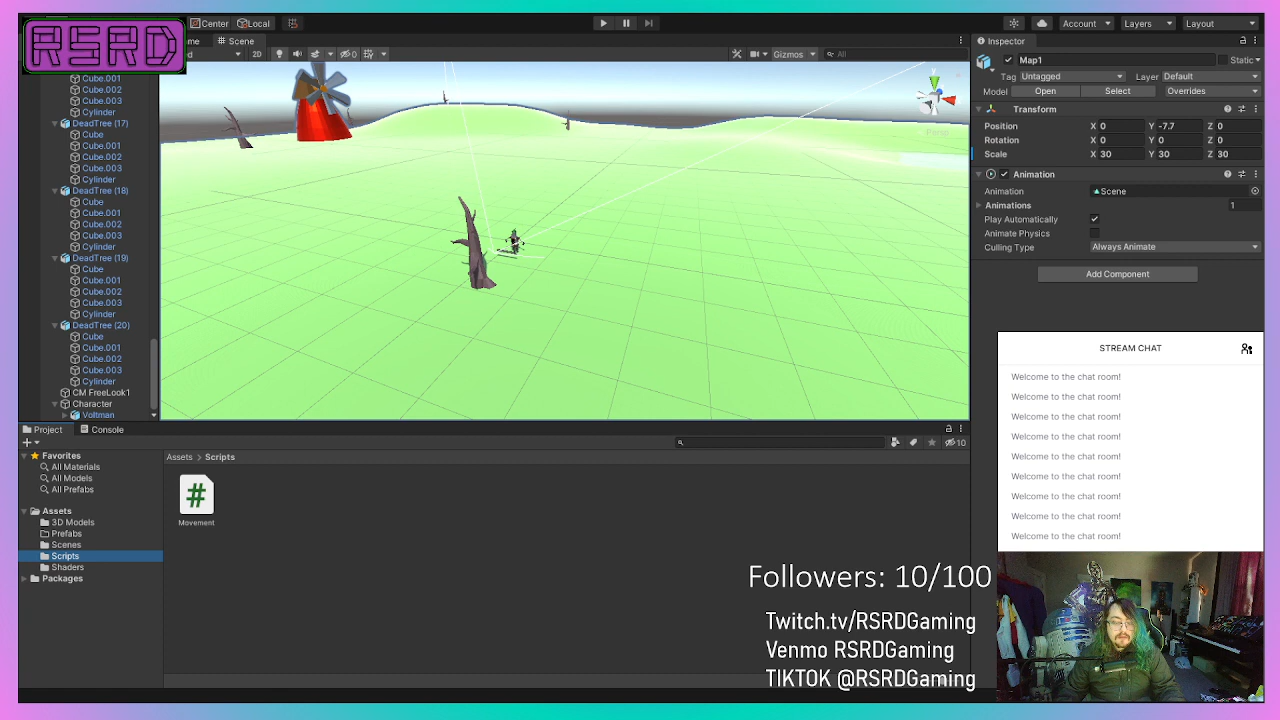 RSRD
Center
Local
Account
Layers
Layout
Scene
2D
0
Gizmos
All
Persp
Cube.001
Cube.002
Cube.003
Cylinder
DeadTree (17)
Cube
Cube.001
Cube.002
Cube.003
Cylinder
DeadTree (18)
Cube
Cube.001
Cube.002
Cube.003
Cylinder
DeadTree (19)
Cube
Cube.001
Cube.002
Cube.003
Cylinder
DeadTree (20)
Cube
Cube.001
Cube.002
Cube.003
Cylinder
CM FreeLook1
Character
Voltman
Inspector
Map1
Static
Tag Untagged Layer Default
Model Open Select Overrides
Transform
Position X 0 Y -7.7 Z 0
Rotation X 0 Y 0 Z 0
Scale X 30 Y 30 Z 30
Animation
Animation Scene
Animations 1
Play Automatically
Animate Physics
Culling Type Always Animate
Add Component
Project Console
10
Favorites
All Materials
All Models
All Prefabs
Assets
3D Models
Prefabs
Scenes
Scripts
Shaders
Packages
Assets > Scripts
#
Movement
STREAM CHAT
Welcome to the chat room!
Welcome to the chat room!
Welcome to the chat room!
Welcome to the chat room!
Welcome to the chat room!
Welcome to the chat room!
Welcome to the chat room!
Welcome to the chat room!
Welcome to the chat room!
Followers: 10/100
Twitch.tv/RSRDGaming
Venmo RSRDGaming
TIKTOK @RSRDGaming